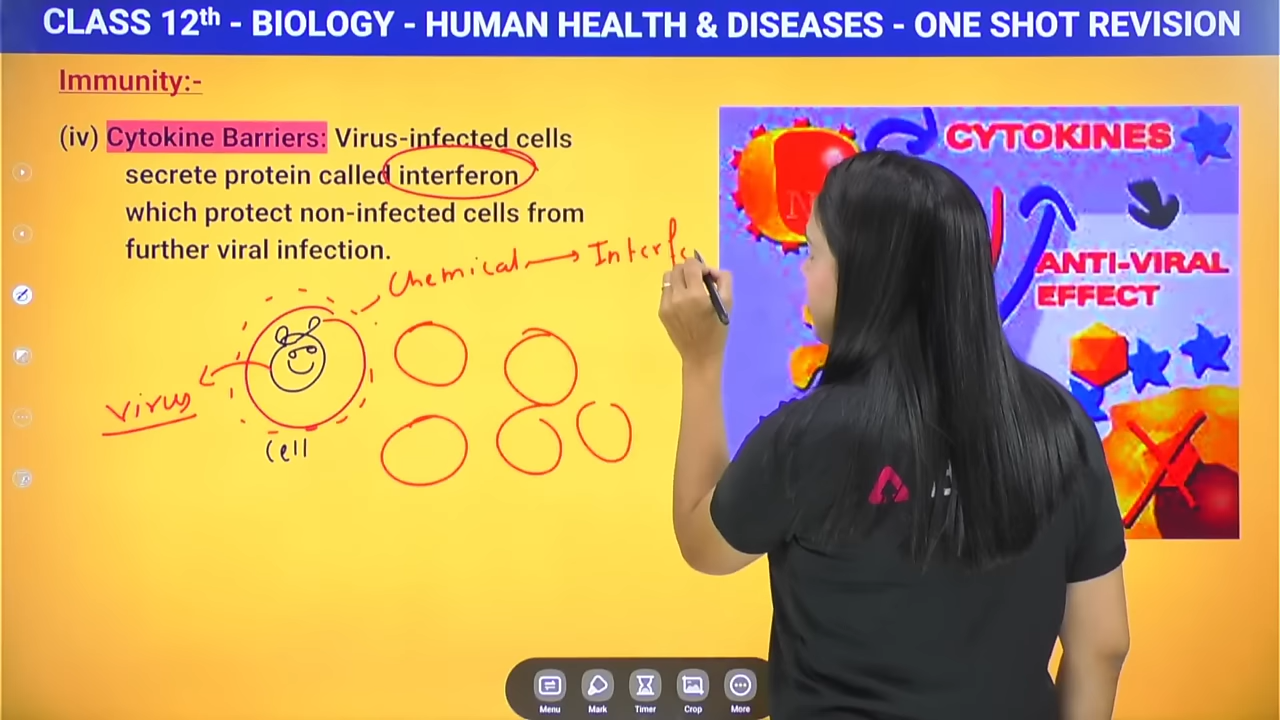 CLASS 12th - BIOLOGY - HUMAN HEALTH & DISEASES - ONE SHOT REVISION
Immunity:-
(iv) Cytokine Barriers: Virus-infected cells
secrete protein called interferon
which protect non-infected cells from
further viral infection.
Chemical → Interfe
virus
Cell
CYTOKINES
ANTI-VIRAL
EFFECT
Menu
Mark
Timer
Crop
More